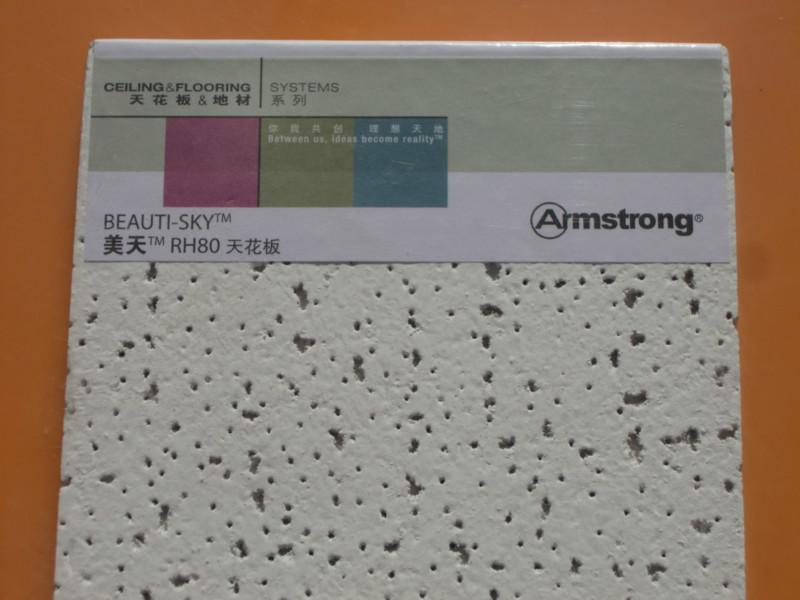 CEILING&FLOORING SYSTEMS
天花板&地材 系列
你我共创 理想天地
Between us, ideas become reality™
BEAUTI-SKY™
美天™ RH80 天花板
Armstrong®